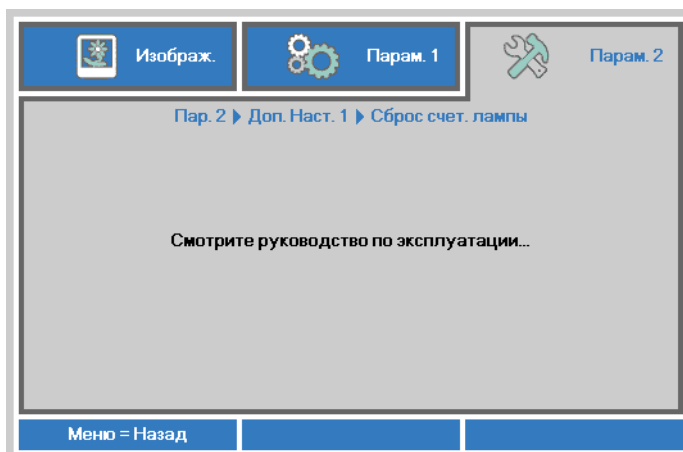 Изображ. Парам. 1 Парам. 2
Пар. 2 Доп. Наст. 1 Сброс счет. лампы
Смотрите руководство по эксплуатации...
Меню = Назад